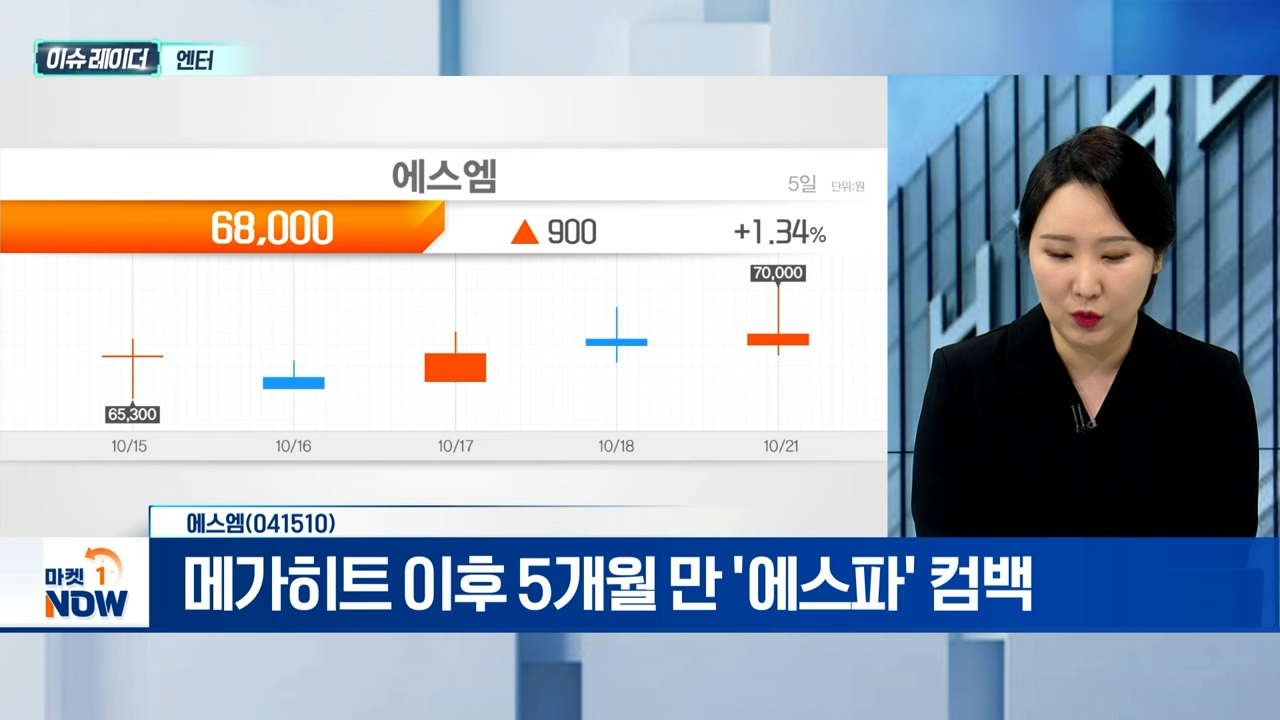 이슈레이더 엔터
에스엠
5일 단위:원
68,000 ▲ 900 +1.34%
70,000
65,300
10/15 10/16 10/17 10/18 10/21
에스엠(041510)
마켓 1
NOW
메가히트 이후 5개월 만 '에스파' 컴백